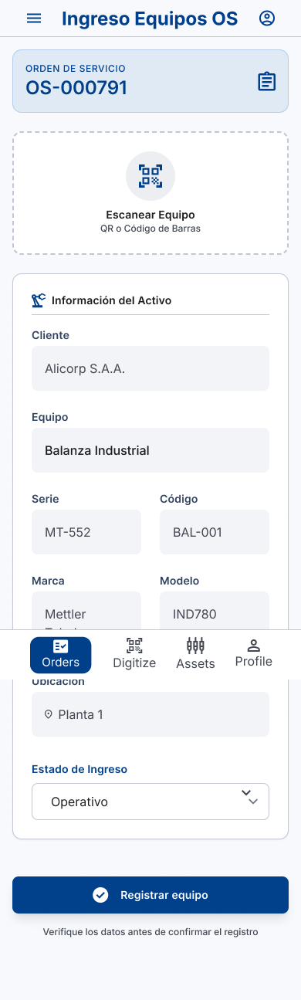 Ingreso Equipos OS
ORDEN DE SERVICIO
OS-000791
Escanear Equipo
QR o Código de Barras
Información del Activo
Cliente
Alicorp S.A.A.
Equipo
Balanza Industrial
Serie
Código
MT-552
BAL-001
Marca
Modelo
Mettler
IND780
Orders
Digitize
Assets
Profile
Ubicación
Planta 1
Estado de Ingreso
Operativo
Registrar equipo
Verifique los datos antes de confirmar el registro